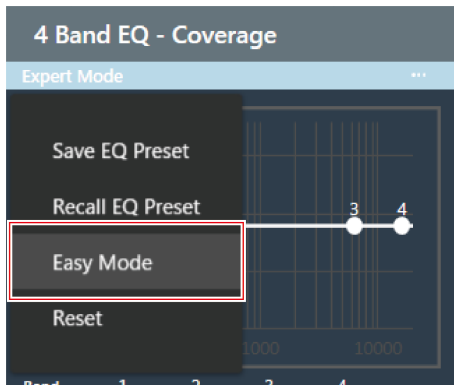 4 Band EQ - Coverage
Expert Mode ...
Save EQ Preset
Recall EQ Preset
3 4
Easy Mode
Reset
1000 10000
Band 1 2 3 4